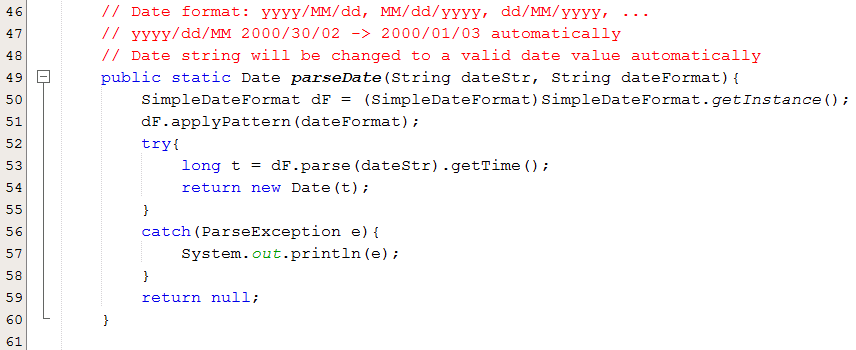 46 // Date format: yyyy/MM/dd, MM/dd/yyyy, dd/MM/yyyy, ...
47 // yyyy/dd/MM 2000/30/02 -> 2000/01/03 automatically
48 // Date string will be changed to a valid date value automatically
49 public static Date parseDate(String dateStr, String dateFormat){
50 SimpleDateFormat dF = (SimpleDateFormat)SimpleDateFormat.getInstance();
51 dF.applyPattern(dateFormat);
52 try{
53 long t = dF.parse(dateStr).getTime();
54 return new Date(t);
55 }
56 catch(ParseException e){
57 System.out.println(e);
58 }
59 return null;
60 }
61